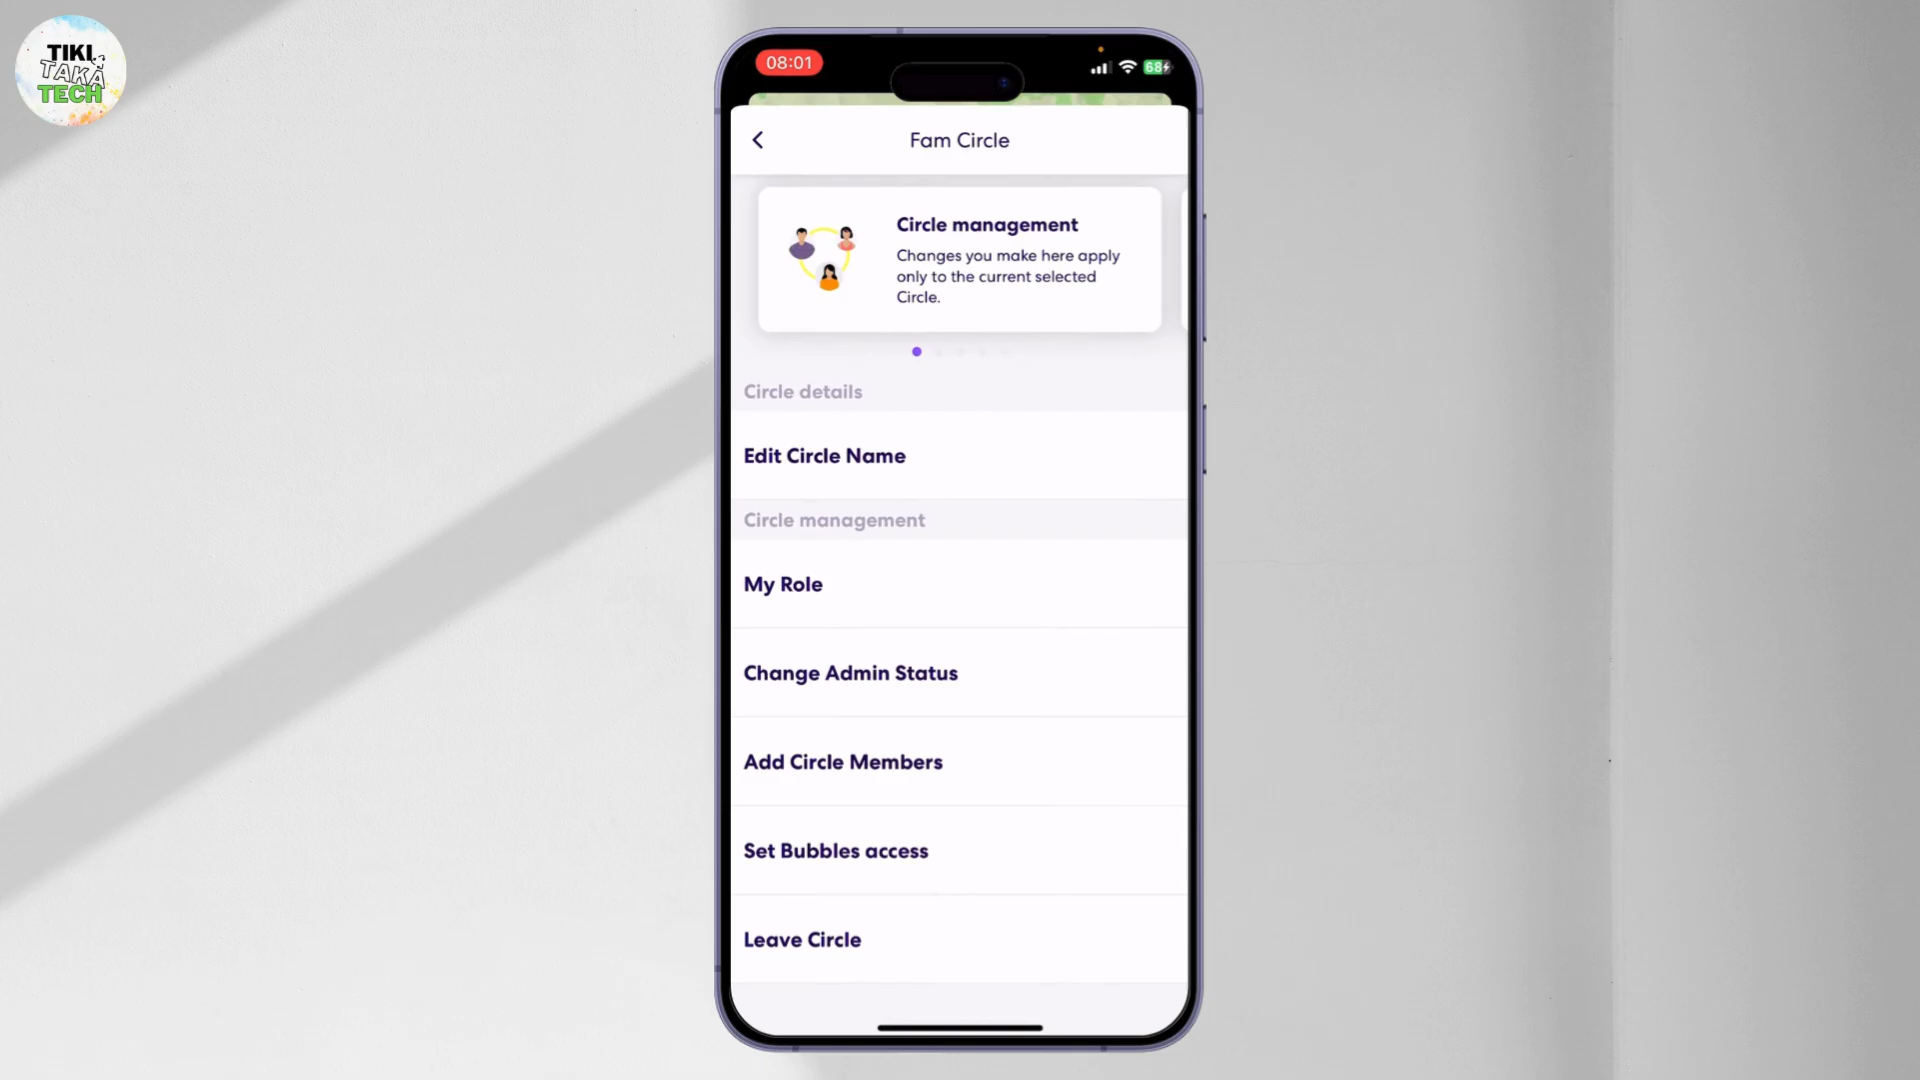 TIKI
TAKA
TECH
08:01
68
Fam Circle
Circle management
Changes you make here apply
only to the current selected
Circle.
Circle details
Edit Circle Name
Circle management
My Role
Change Admin Status
Add Circle Members
Set Bubbles access
Leave Circle